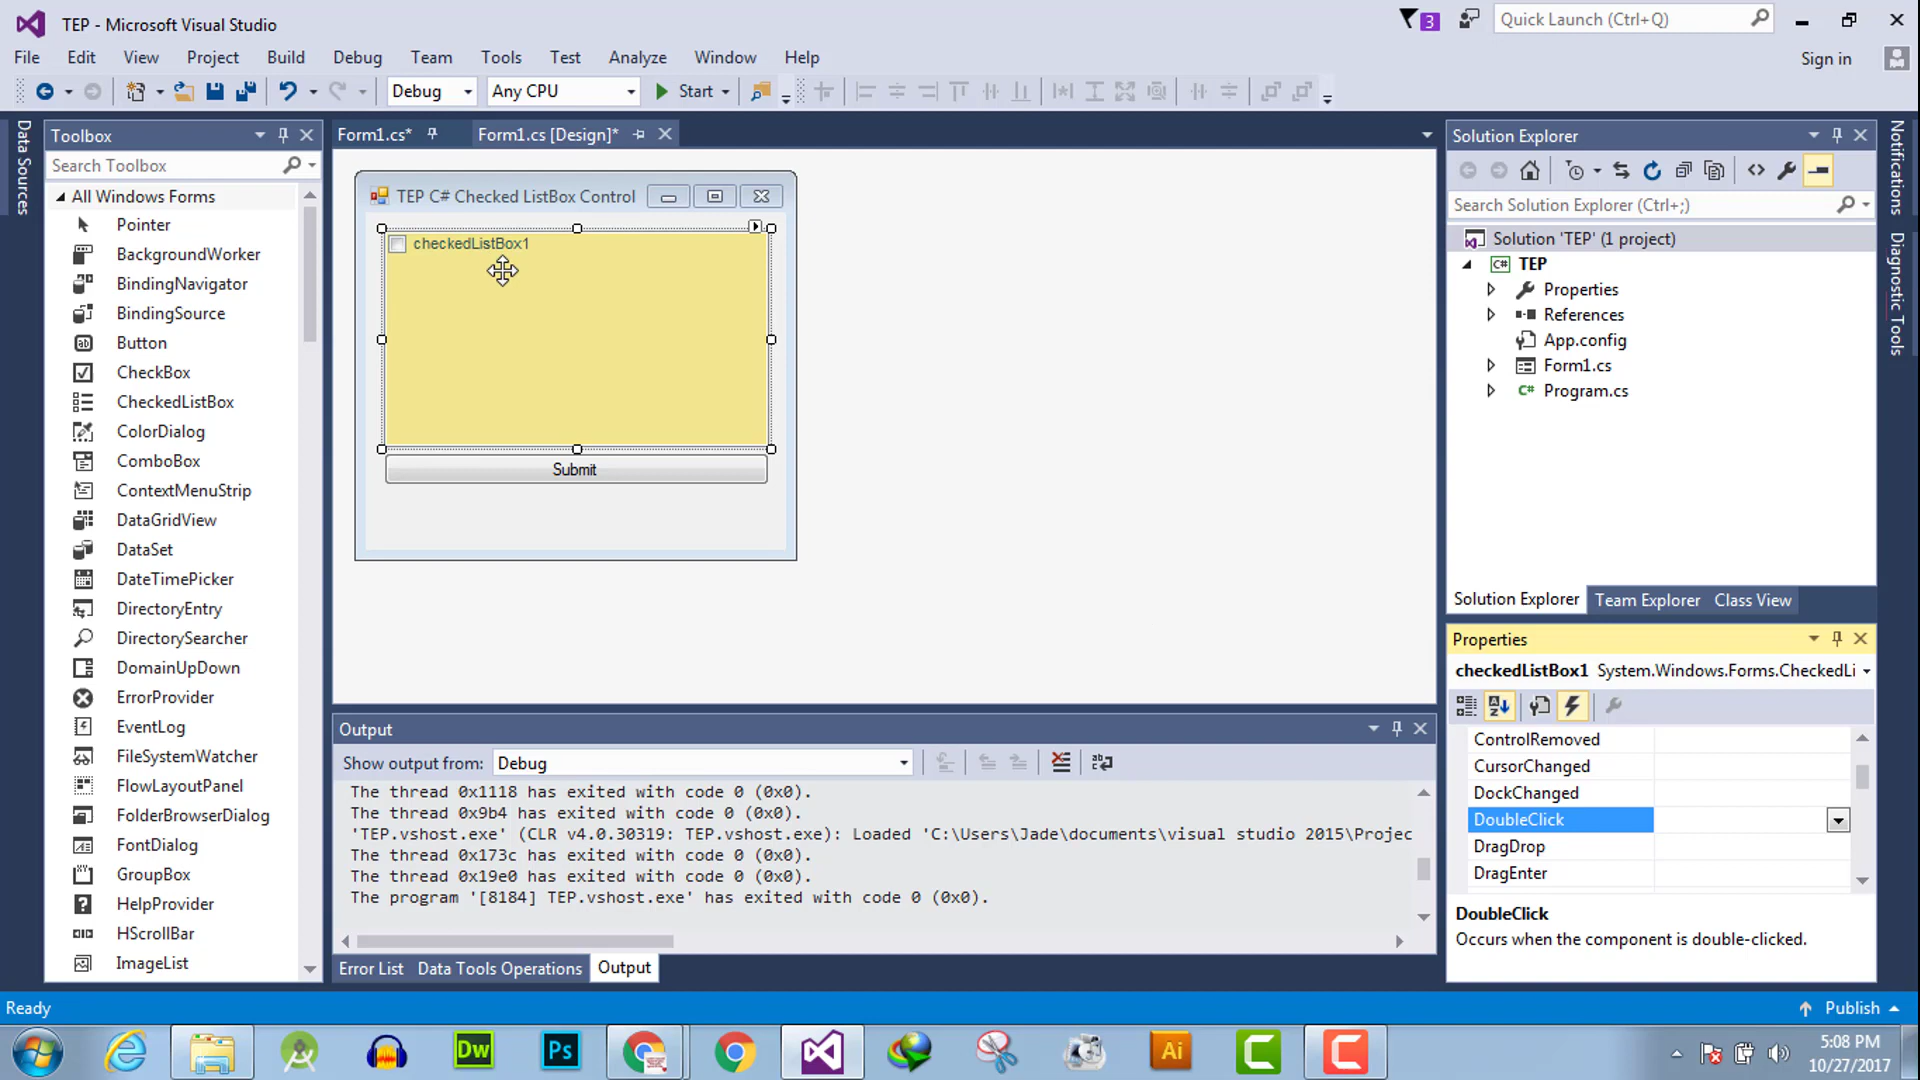 TEP - Microsoft Visual Studio
3
Quick Launch (Ctrl+Q)
File Edit View Project Build Debug Team Tools Test Analyze Window Help
Sign in
Debug Any CPU Start
Data Sources
Toolbox
Search Toolbox
All Windows Forms
Pointer
BackgroundWorker
BindingNavigator
BindingSource
Button
CheckBox
CheckedListBox
ColorDialog
ComboBox
ContextMenuStrip
DataGridView
DataSet
DateTimePicker
DirectoryEntry
DirectorySearcher
DomainUpDown
ErrorProvider
EventLog
FileSystemWatcher
FlowLayoutPanel
FolderBrowserDialog
FontDialog
GroupBox
HelpProvider
HScrollBar
ImageList
Form1.cs* Form1.cs [Design]*
TEP C# Checked ListBox Control
checkedListBox1
Submit
Output
Show output from: Debug
The thread 0x1118 has exited with code 0 (0x0).
The thread 0x9b4 has exited with code 0 (0x0).
'TEP.vshost.exe' (CLR v4.0.30319: TEP.vshost.exe): Loaded 'C:\Users\Jade\documents\visual studio 2015\Projec
The thread 0x173c has exited with code 0 (0x0).
The thread 0x19e0 has exited with code 0 (0x0).
The program '[8184] TEP.vshost.exe' has exited with code 0 (0x0).
Error List Data Tools Operations Output
Solution Explorer
Search Solution Explorer (Ctrl+;)
Solution 'TEP' (1 project)
C# TEP
Properties
References
App.config
Form1.cs
C# Program.cs
Solution Explorer Team Explorer Class View
Properties
checkedListBox1 System.Windows.Forms.CheckedLi
ControlRemoved
CursorChanged
DockChanged
DoubleClick
DragDrop
DragEnter
DoubleClick
Occurs when the component is double-clicked.
Notifications
Diagnostic Tools
Ready
Publish
Dw Ps Ai
5:08 PM
10/27/2017